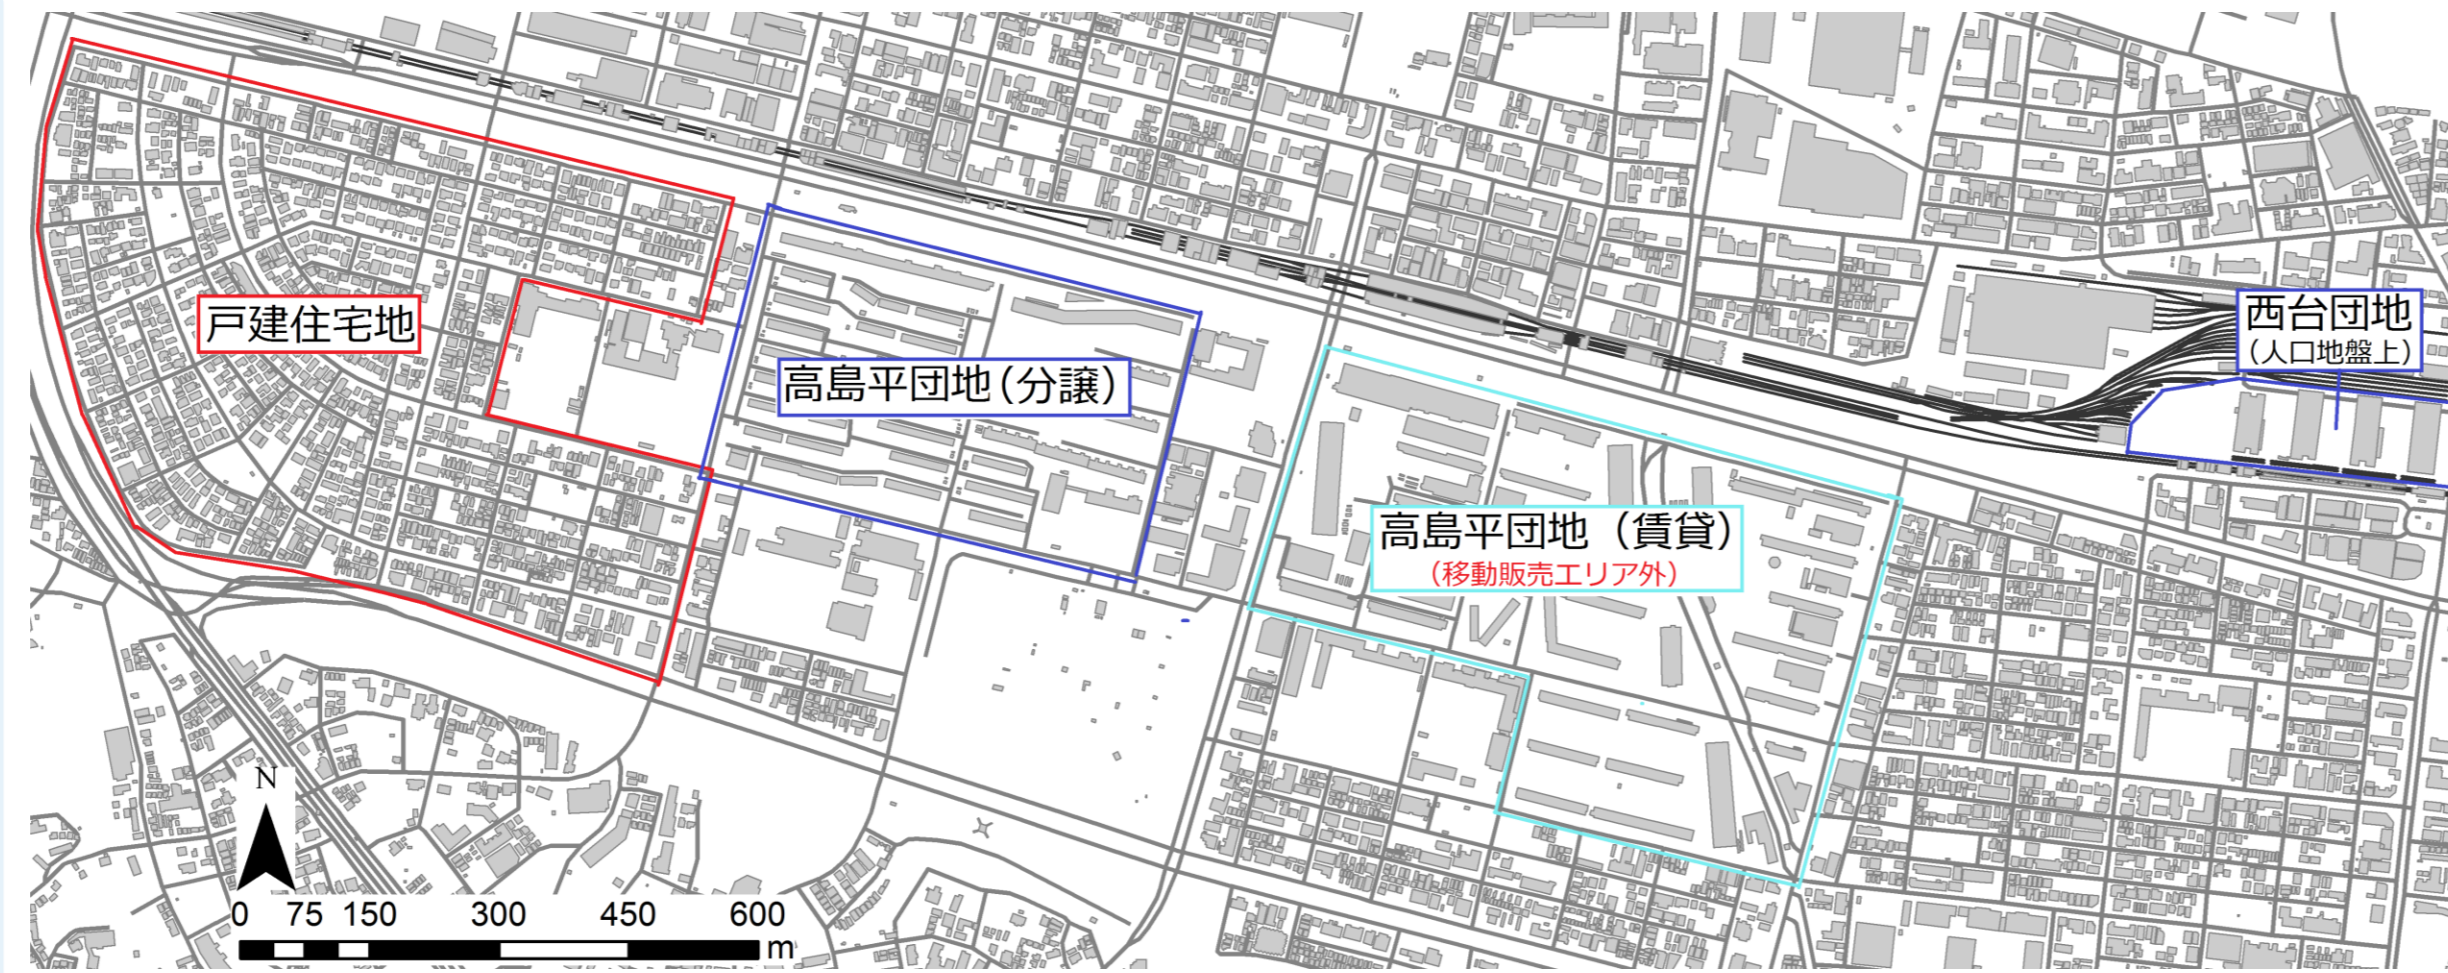 戸建住宅地
高島平団地（分譲）
高島平団地（賃貸）
（移動販売エリア外）
西台団地
（人口地盤上）
N
0 75 150 300 450 600
m